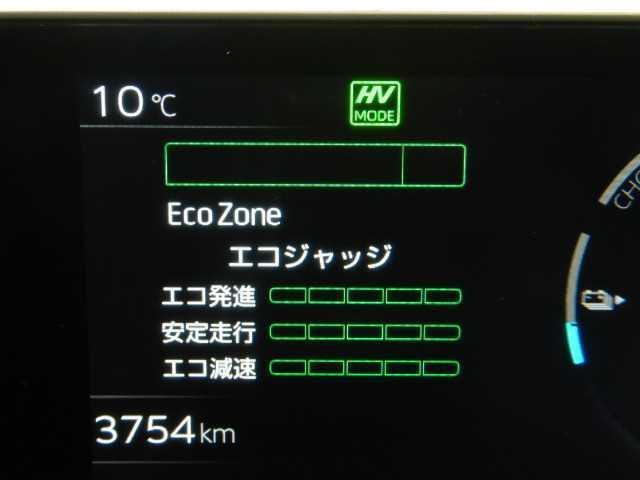 10℃
HV
MODE
Eco Zone
エコジャッジ
エコ発進
安定走行
エコ減速
3754km